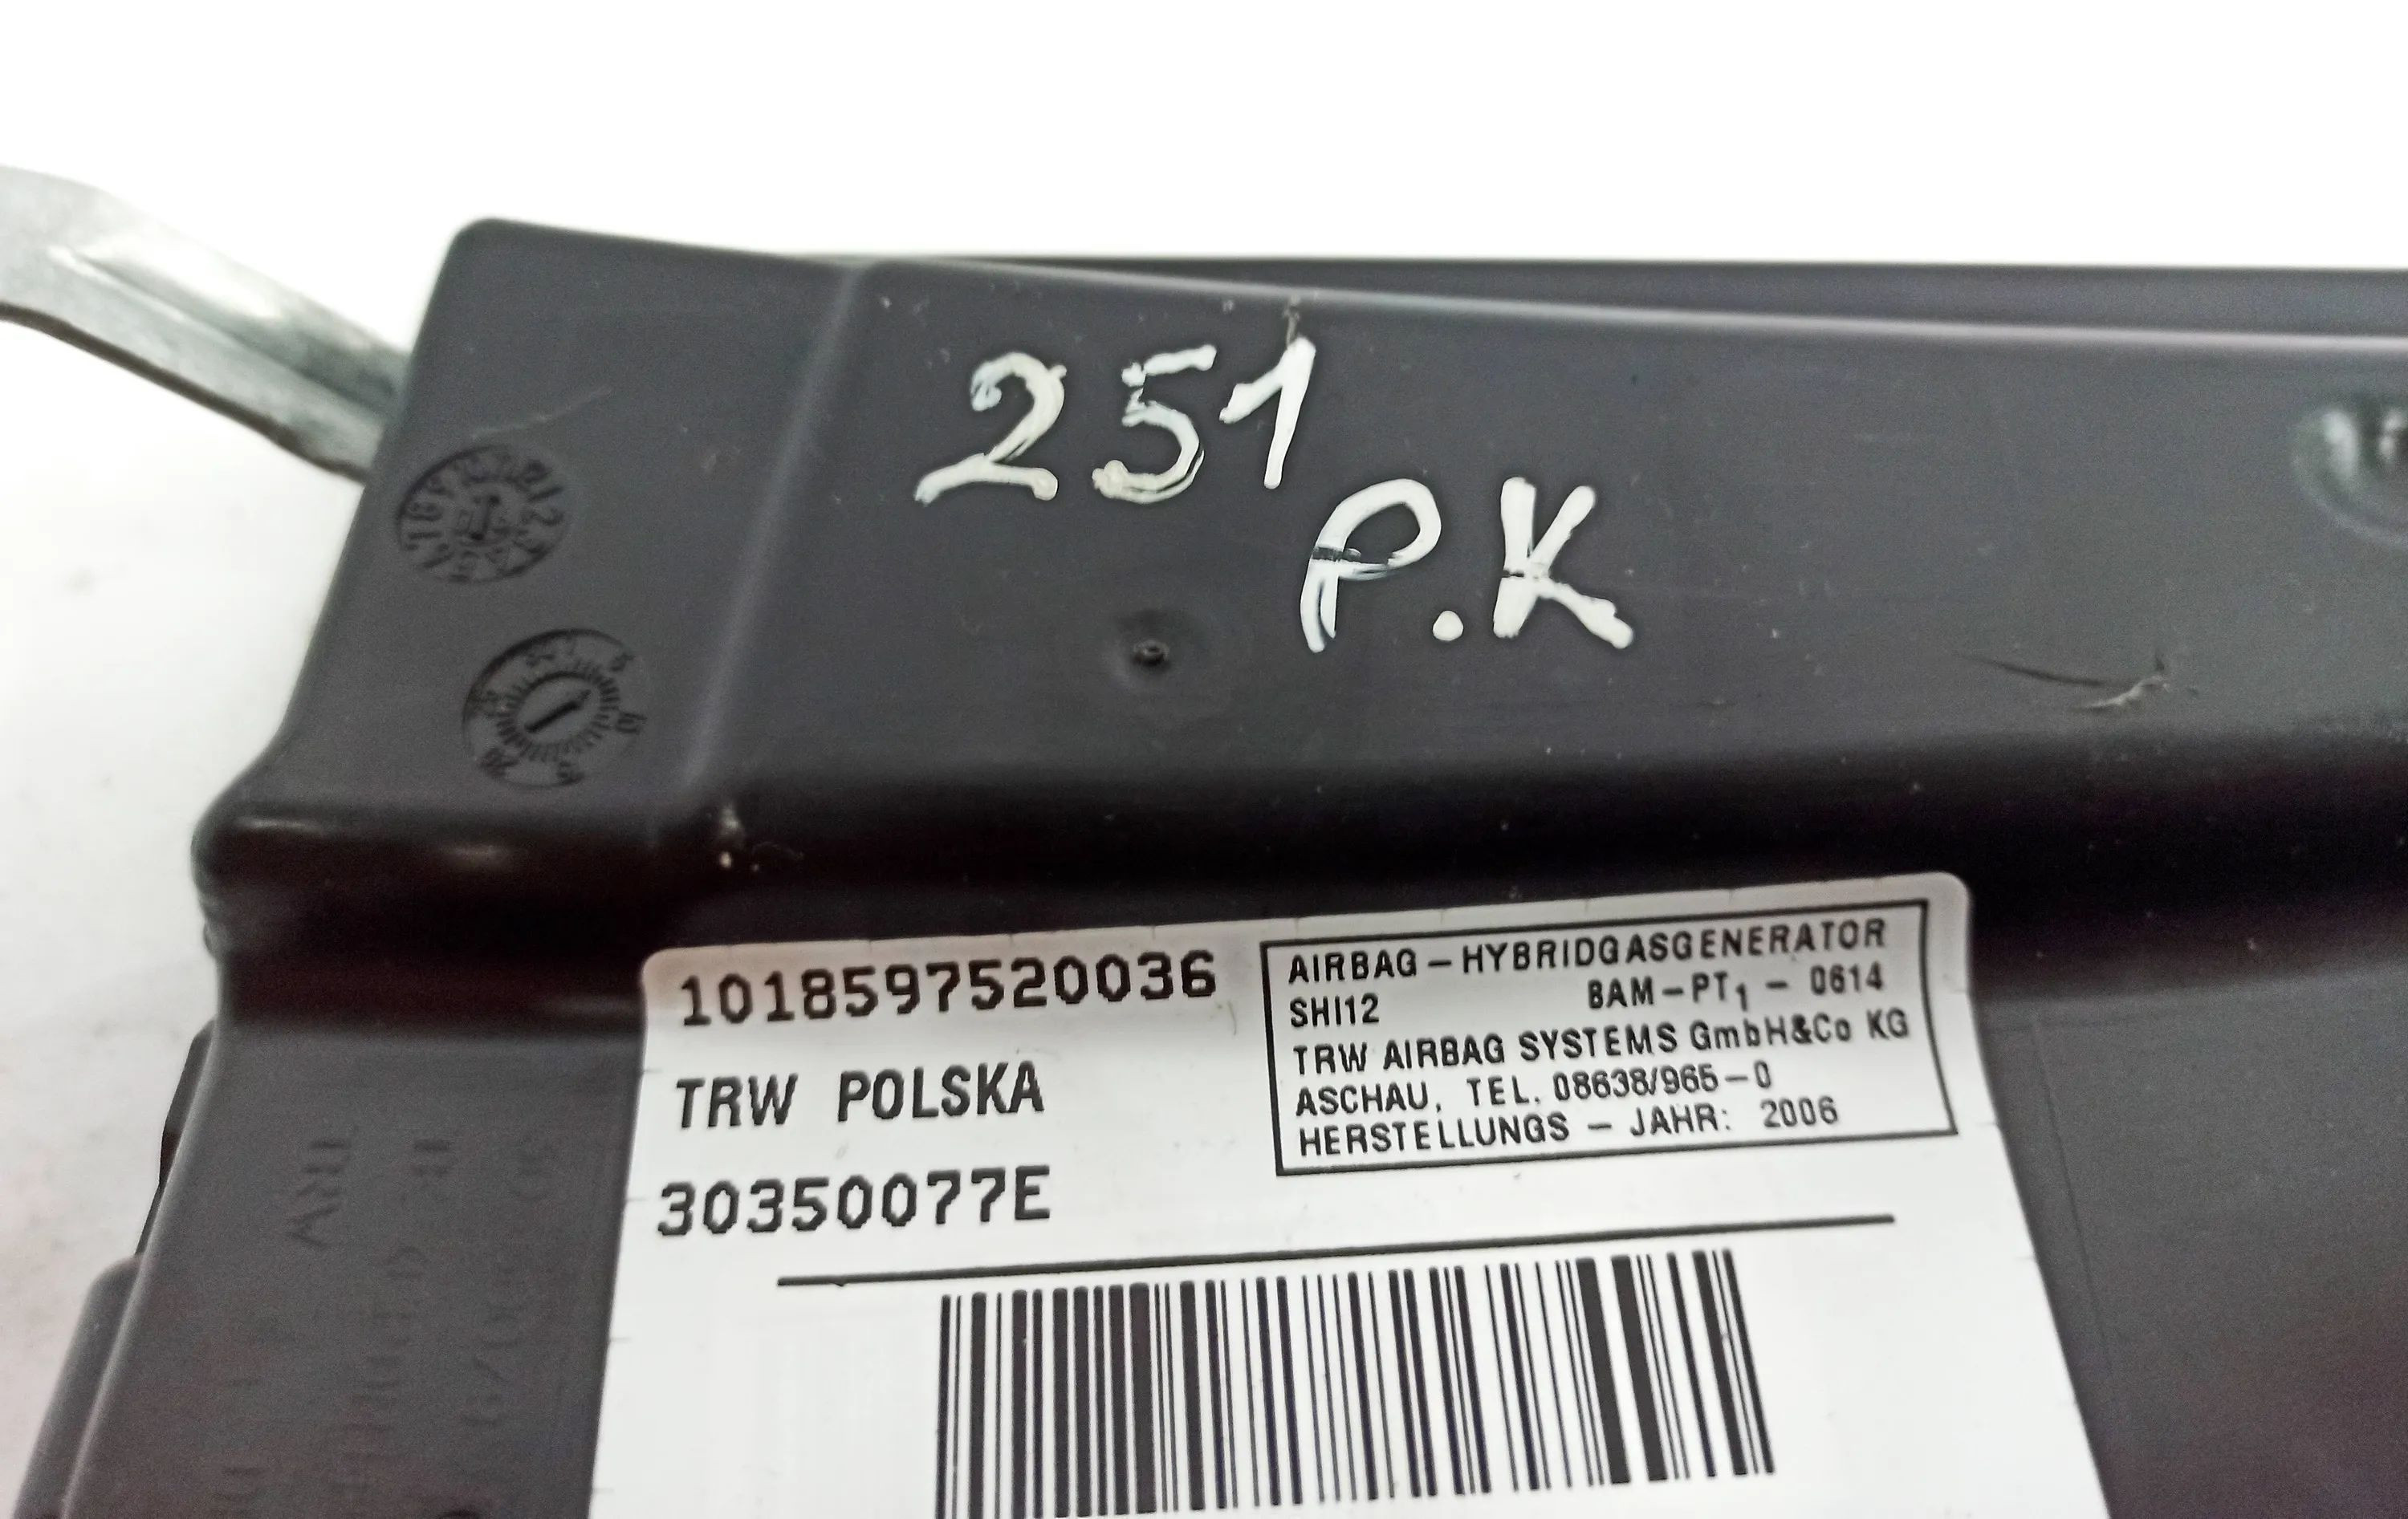 251
P.K
1018597520036
TRW POLSKA
30350077E
AIRBAG – HYBRIDGASGENERATOR
SHI12 BAM – PT1 – 0614
TRW AIRBAG SYSTEMS GmbH&Co KG
ASCHAU, TEL. 08638/965 – 0
HERSTELLUNGS – JAHR: 2006
TRW